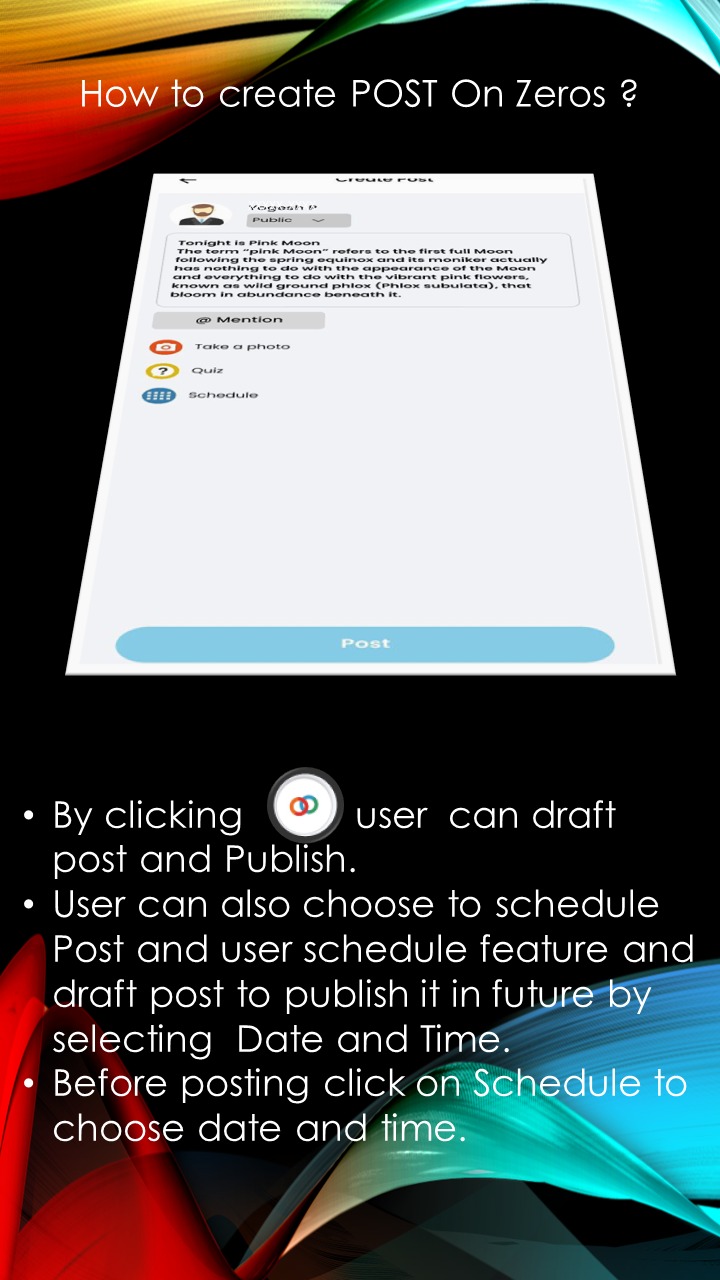 How to create POST On Zeros ?
Create Post
Yogesh P
Public
Tonight is Pink Moon
The term “pink Moon” refers to the first full Moon
following the spring equinox and its moniker actually
has nothing to do with the appearance of the Moon
and everything to do with the vibrant pink flowers,
known as wild ground phlox (Phlox subulata), that
bloom in abundance beneath it.
@ Mention
Take a photo
Quiz
Schedule
Post
• By clicking user can draft
post and Publish.
• User can also choose to schedule
Post and user schedule feature and
draft post to publish it in future by
selecting Date and Time.
• Before posting click on Schedule to
choose date and time.